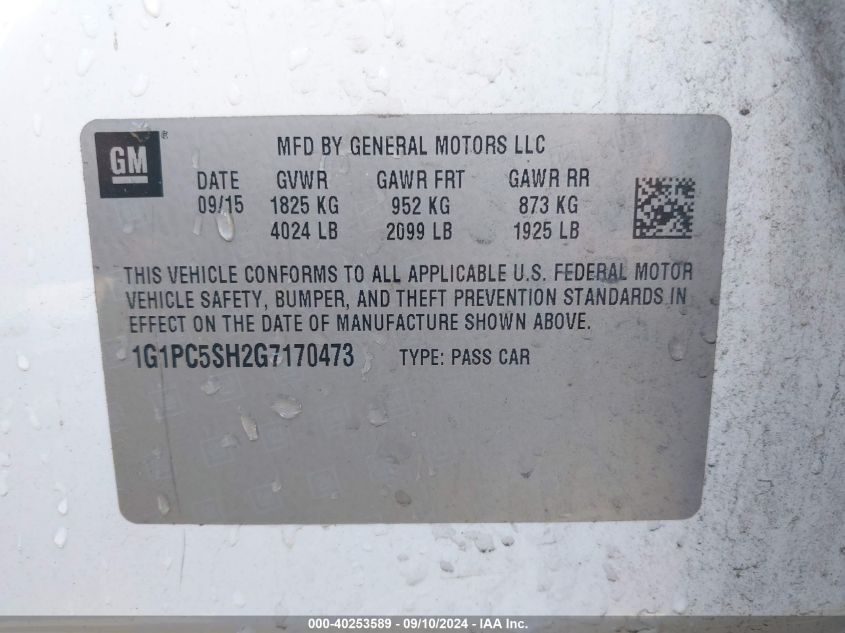 GM ®
MFD BY GENERAL MOTORS LLC
DATE GVWR GAWR FRT GAWR RR
09/15 1825 KG 952 KG 873 KG
4024 LB 2099 LB 1925 LB
THIS VEHICLE CONFORMS TO ALL APPLICABLE U.S. FEDERAL MOTOR
VEHICLE SAFETY, BUMPER, AND THEFT PREVENTION STANDARDS IN
EFFECT ON THE DATE OF MANUFACTURE SHOWN ABOVE.
1G1PC5SH2G7170473 TYPE: PASS CAR
000-40253589 - 09/10/2024 - IAA Inc.